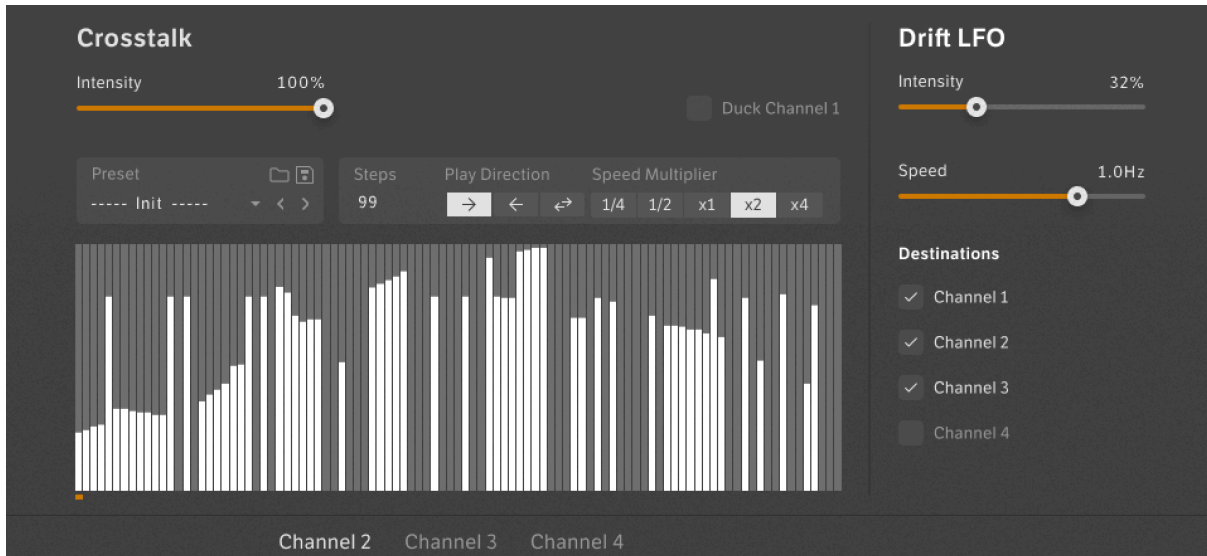 Crosstalk
Intensity 100%
Duck Channel 1
Preset
----- Init -----
Steps
99
Play Direction
Speed Multiplier
1/4 1/2 x1 x2 x4
Drift LFO
Intensity 32%
Speed 1.0Hz
Destinations
Channel 1
Channel 2
Channel 3
Channel 4
Channel 2 Channel 3 Channel 4